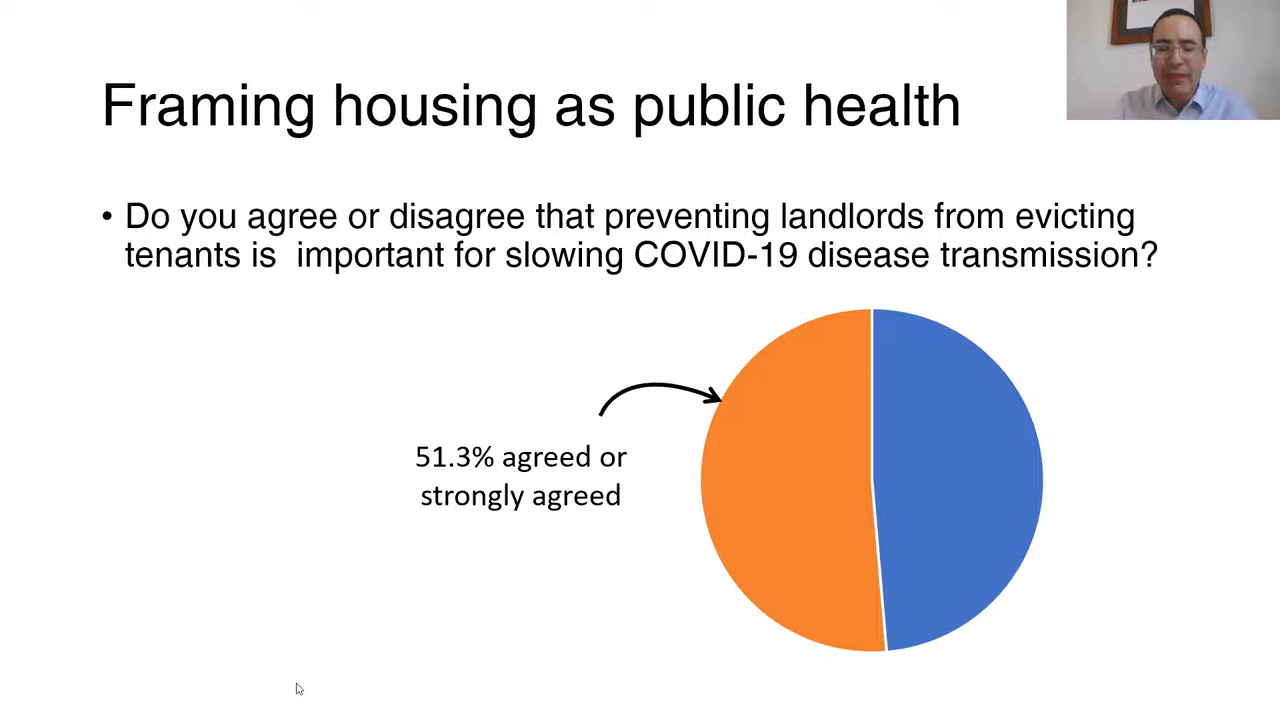 Framing housing as public health
• Do you agree or disagree that preventing landlords from evicting
tenants is  important for slowing COVID-19 disease transmission?
51.3% agreed or
strongly agreed